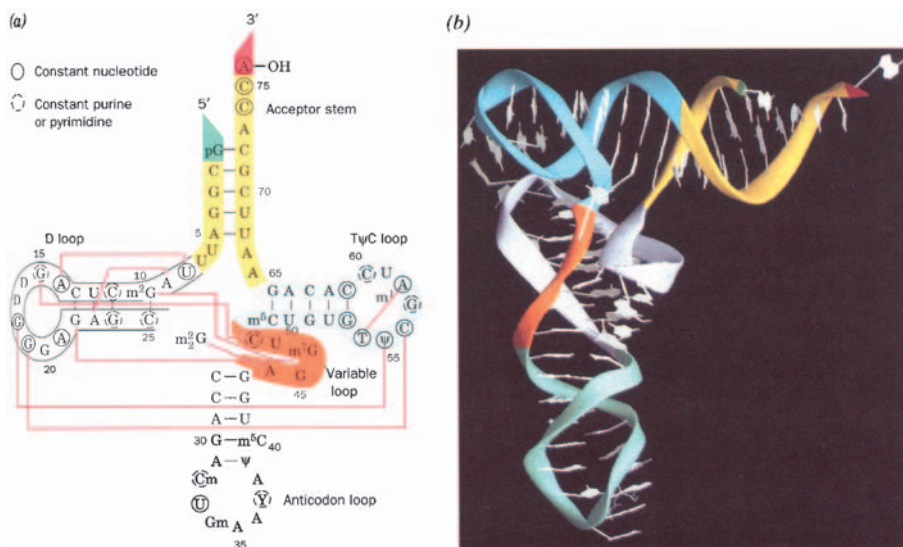 (a)
3'
A—OH
75
C
C
Acceptor stem
Constant nucleotide
Constant purine
or pyrimidine
5'
pG
A
C—C
G—G
G—C
70
G—U
5
A—U
U—A
U A
D loop
15
10
TψC loop
60
65
D G A C U C m²G A U
G A C A C C U A
D
m⁵C U G U G T ψ C
G
G G A G A G C
25
20
50
55
m²₂G
C U m⁷G
A G
45
Variable loop
C—G
C—G
A—U
30 G—m⁵C 40
A—ψ
Cm A
U Y
Gm A A
35
Anticodon loop
(b)